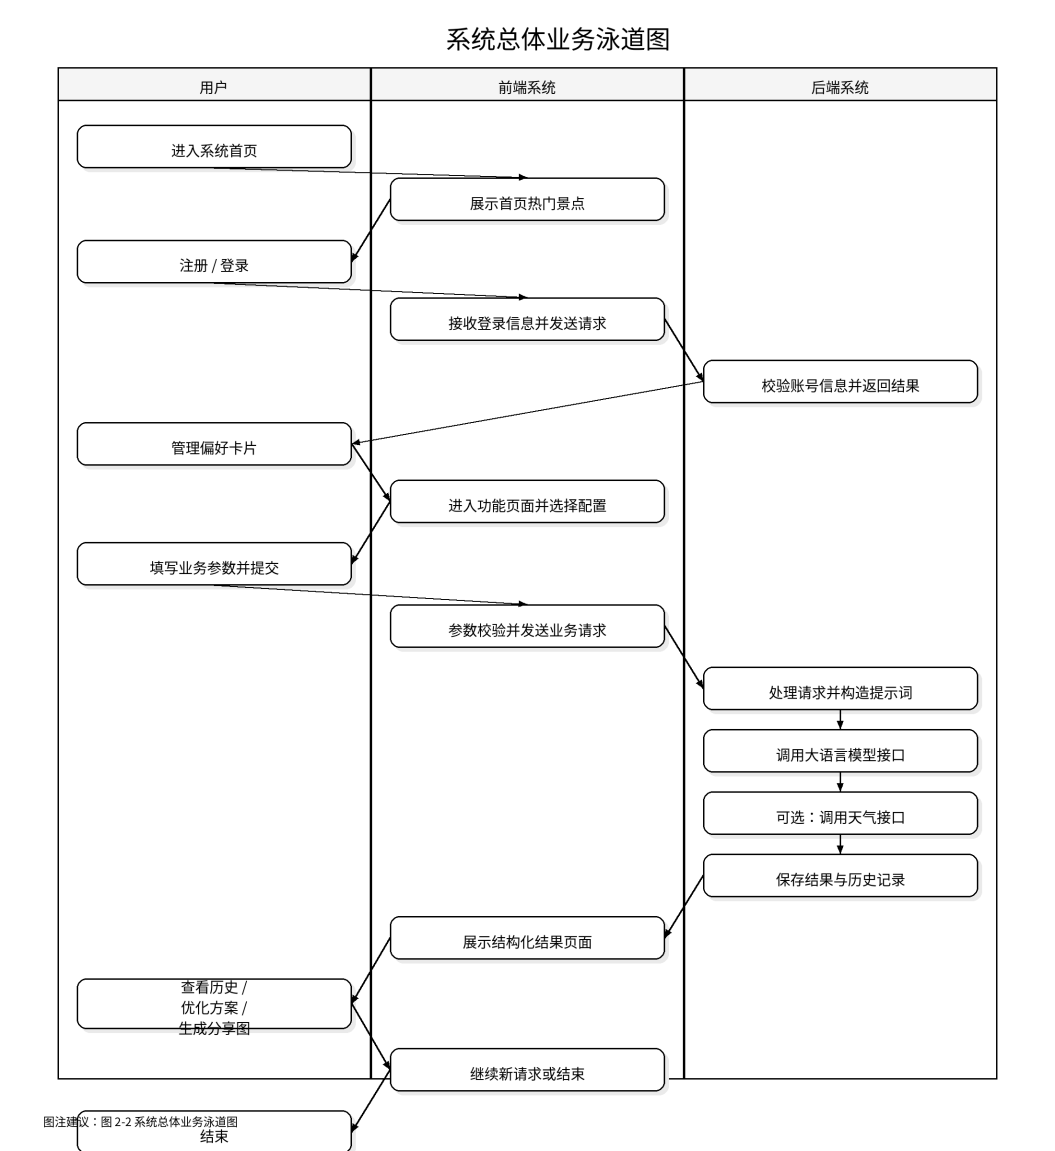 系统总体业务泳道图
用户
前端系统
后端系统
进入系统首页
展示首页热门景点
注册 / 登录
接收登录信息并发送请求
校验账号信息并返回结果
管理偏好卡片
进入功能页面并选择配置
填写业务参数并提交
参数校验并发送业务请求
处理请求并构造提示词
调用大语言模型接口
可选：调用天气接口
保存结果与历史记录
展示结构化结果页面
查看历史 /
优化方案 /
生成分享图
继续新请求或结束
图注建议：图 2-2 系统总体业务泳道图
结束